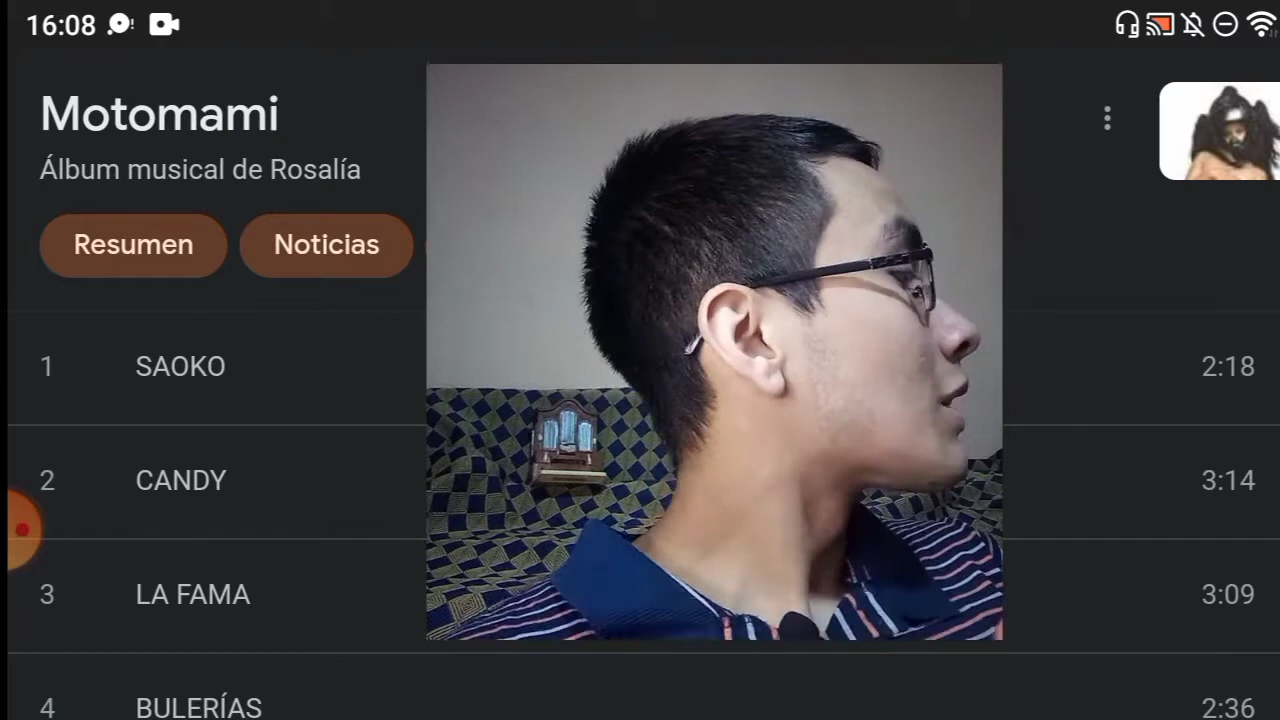 16:08
Motomami
Álbum musical de Rosalía
Resumen
Noticias
1 SAOKO 2:18
2 CANDY 3:14
3 LA FAMA 3:09
4 BULERÍAS 2:36